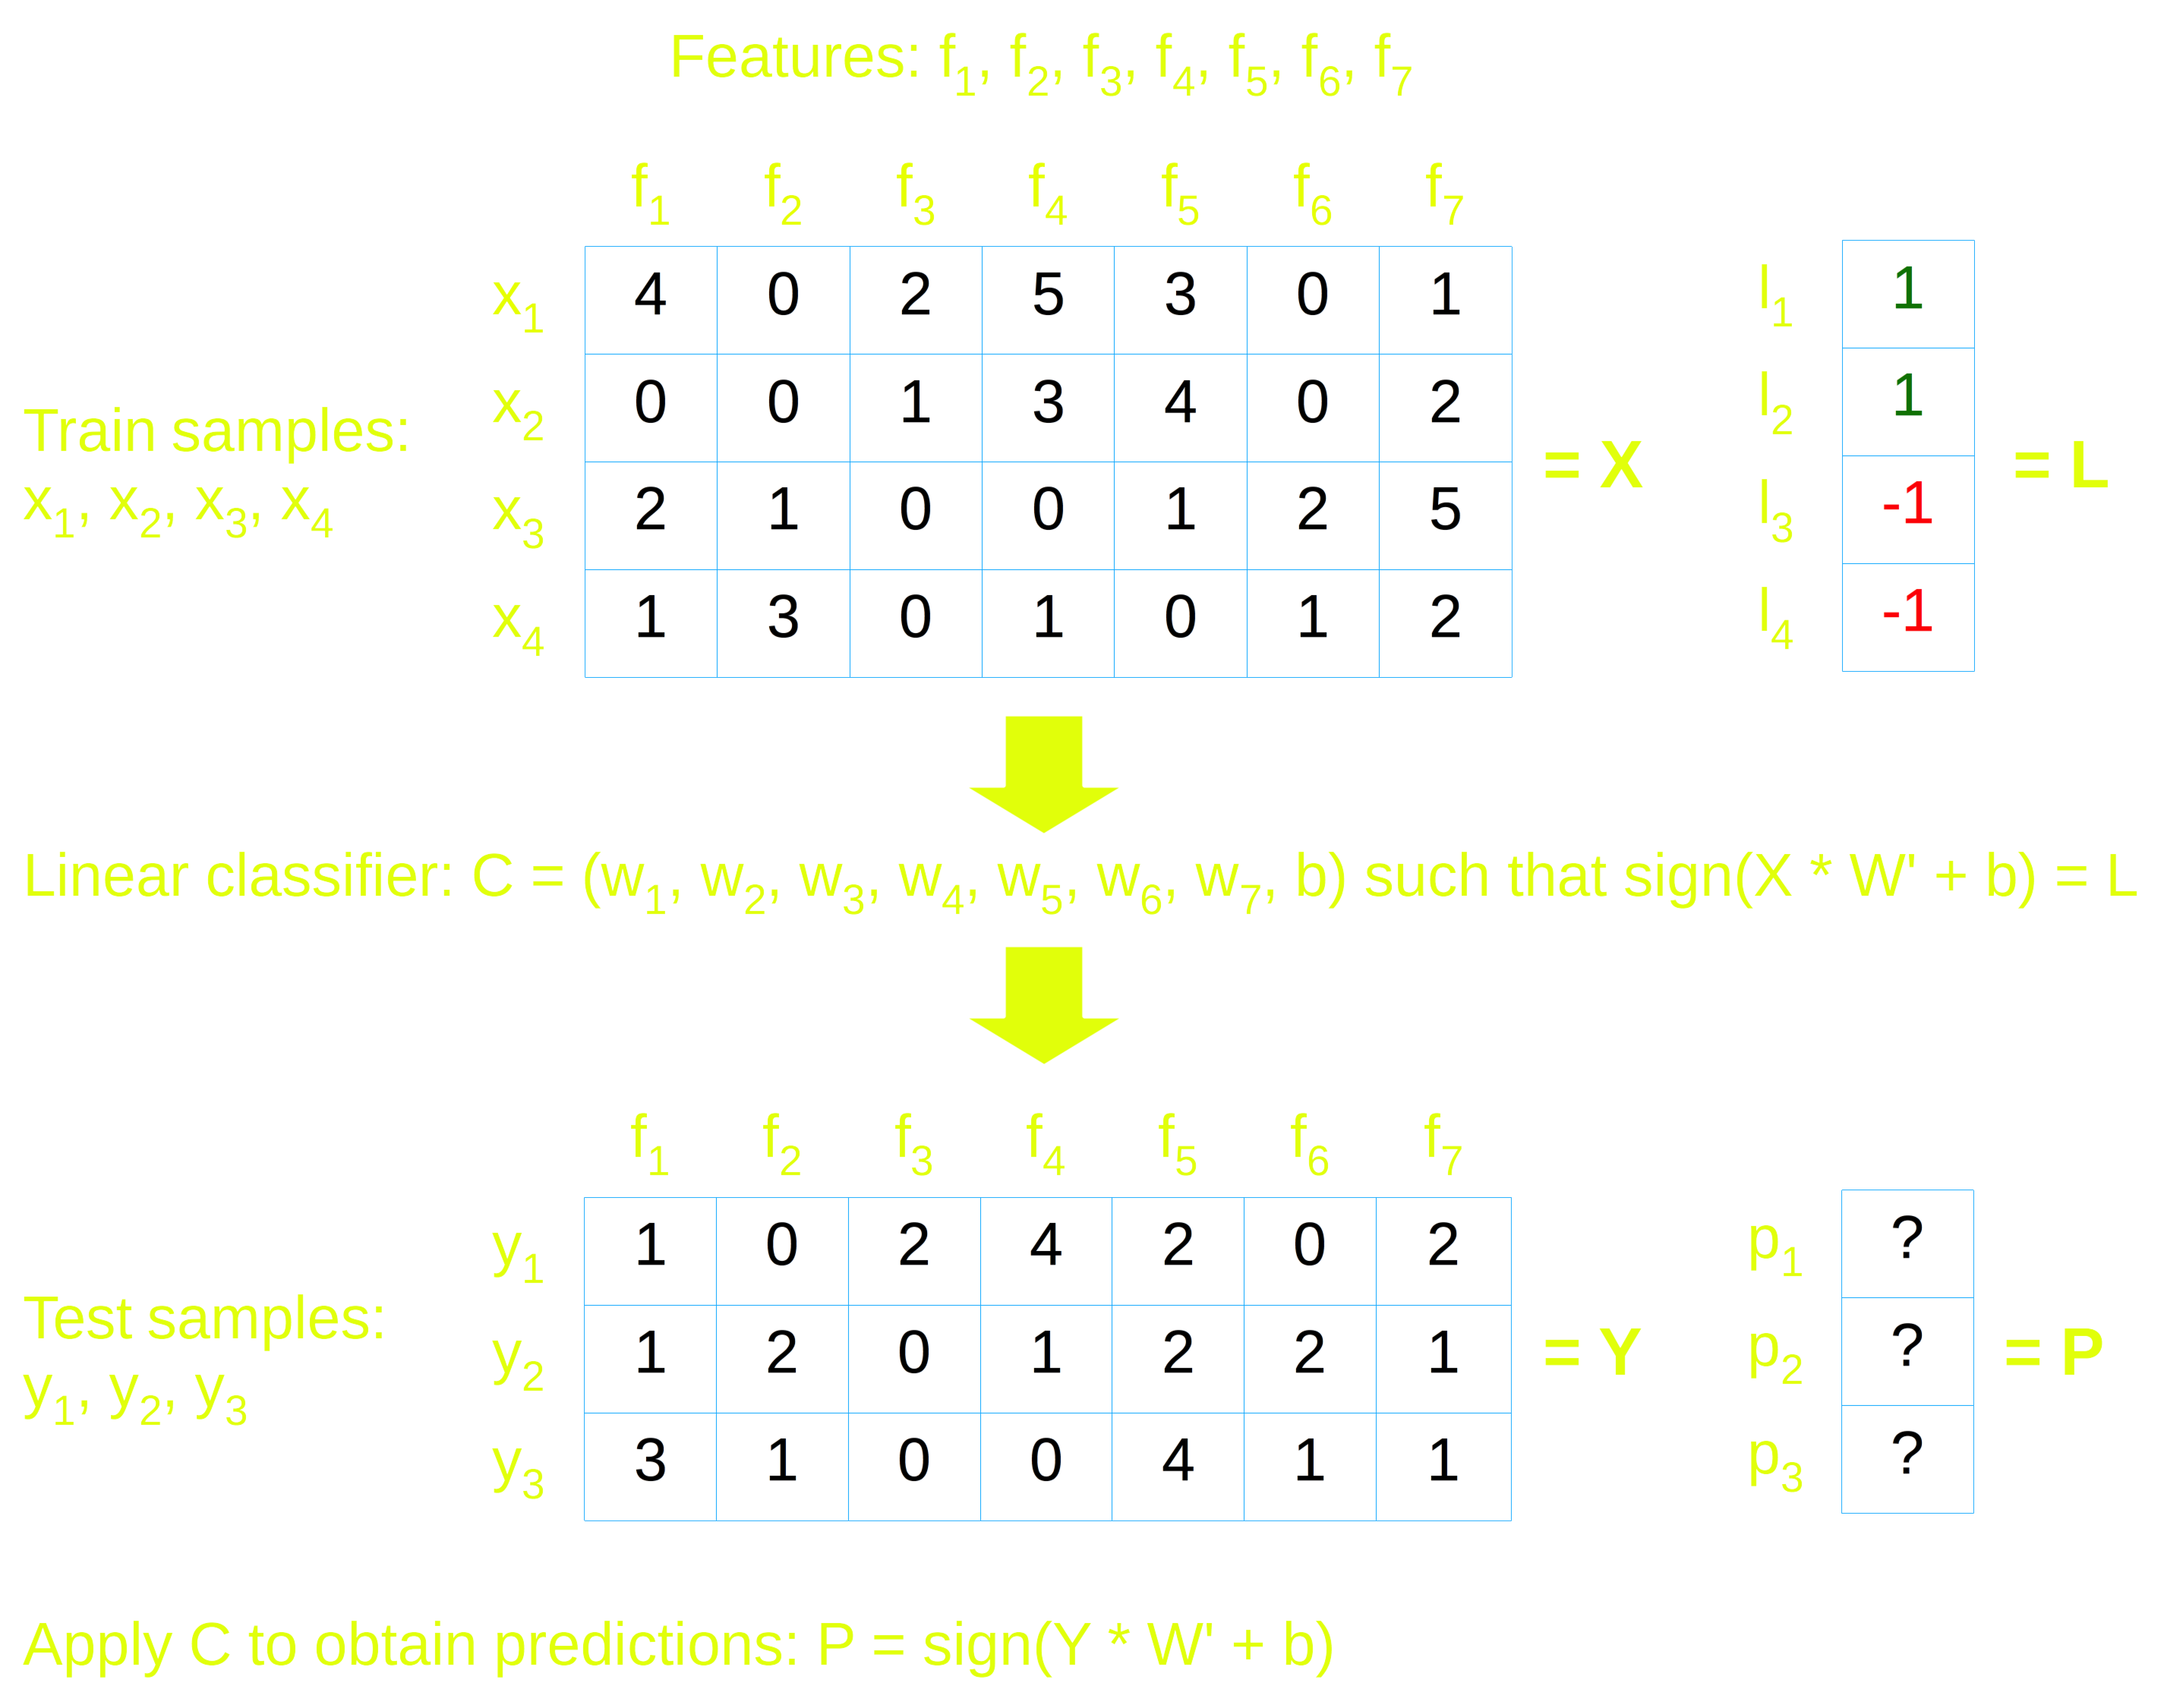 Features: f1, f2, f3, f4, f5, f6, f7
f1 f2 f3 f4 f5 f6 f7
x1 4 0 2 5 3 0 1 l1 1
x2 0 0 1 3 4 0 2 l2 1
Train samples:
x1, x2, x3, x4
= X = L
x3 2 1 0 0 1 2 5 l3 -1
x4 1 3 0 1 0 1 2 l4 -1
Linear classifier: C = (w1, w2, w3, w4, w5, w6, w7, b) such that sign(X * W' + b) = L
f1 f2 f3 f4 f5 f6 f7
y1 1 0 2 4 2 0 2 p1 ?
Test samples:
y1, y2, y3
y2 1 2 0 1 2 2 1 = Y p2 ? = P
y3 3 1 0 0 4 1 1 p3 ?
Apply C to obtain predictions: P = sign(Y * W' + b)